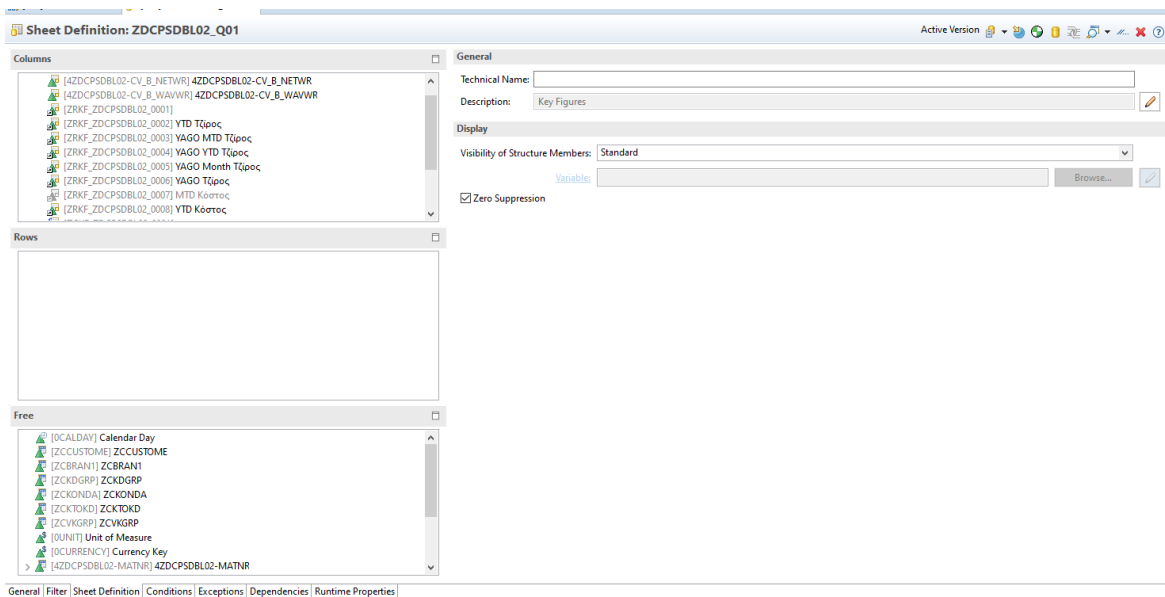 Sheet Definition: ZDCPSDBL02_Q01
Active Version
Columns
[4ZDCPSDBL02-CV_B_NETWR] 4ZDCPSDBL02-CV_B_NETWR
[4ZDCPSDBL02-CV_B_WAVWR] 4ZDCPSDBL02-CV_B_WAVWR
[ZRKF_ZDCPSDBL02_0001]
[ZRKF_ZDCPSDBL02_0002] YTD Τζίρος
[ZRKF_ZDCPSDBL02_0003] YAGO MTD Τζίρος
[ZRKF_ZDCPSDBL02_0004] YAGO YTD Τζίρος
[ZRKF_ZDCPSDBL02_0005] YAGO Month Τζίρος
[ZRKF_ZDCPSDBL02_0006] YAGO Τζίρος
[ZRKF_ZDCPSDBL02_0007] MTD Κόστος
[ZRKF_ZDCPSDBL02_0008] YTD Κόστος
Rows
Free
[0CALDAY] Calendar Day
[ZCCUSTOME] ZCCUSTOME
[ZCBRAN1] ZCBRAN1
[ZCKDGRP] ZCKDGRP
[ZCKONDA] ZCKONDA
[ZCKTOKD] ZCKTOKD
[ZCVKGRP] ZCVKGRP
[0UNIT] Unit of Measure
[0CURRENCY] Currency Key
[4ZDCPSDBL02-MATNR] 4ZDCPSDBL02-MATNR
General
Technical Name:
Description: Key Figures
Display
Visibility of Structure Members: Standard
Variable: Browse...
Zero Suppression
General Filter Sheet Definition Conditions Exceptions Dependencies Runtime Properties